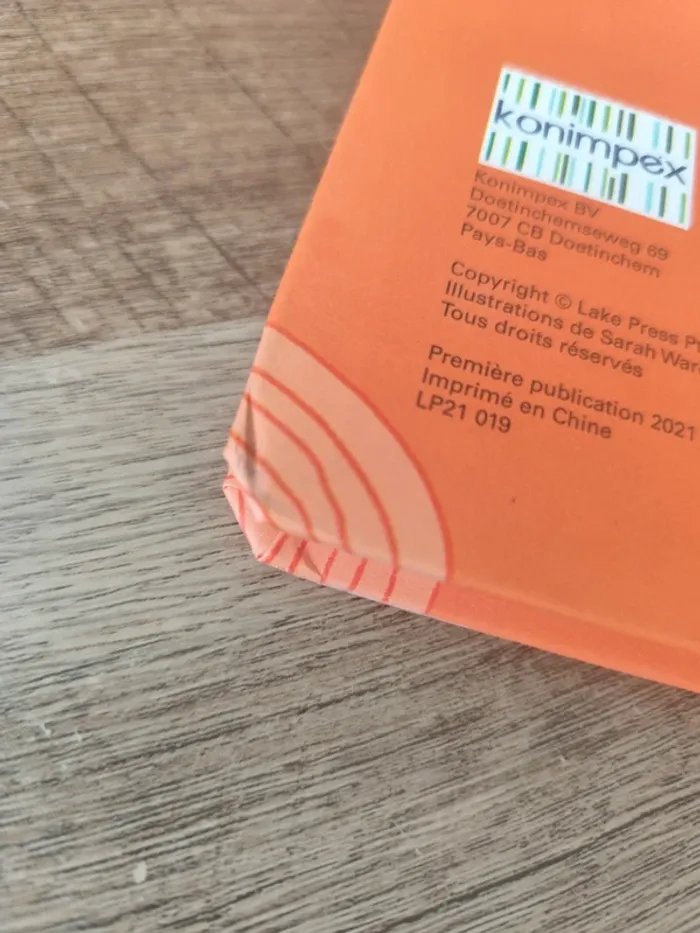 konimpex
Konimpex BV
Doetinchemseweg 69
7007 CB Doetinchem
Pays-Bas
Copyright © Lake Press
Illustrations de Sarah
Tous droits réservés
Première publication 2021
Imprimé en Chine
LP21 019